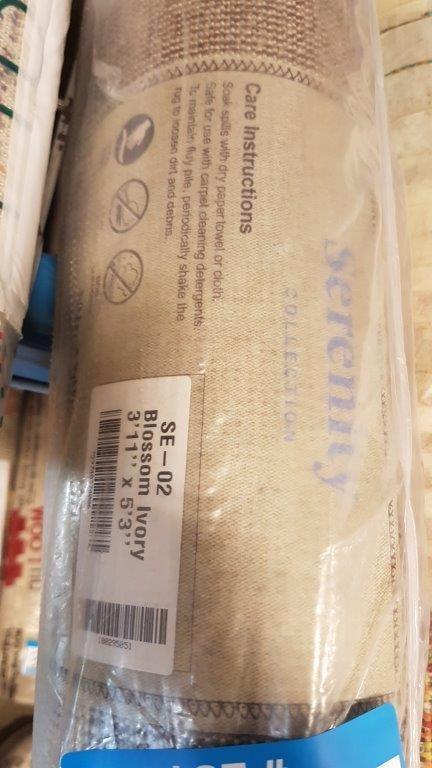 serenity
COLLECTION
Care Instructions
Soak spills with dry paper towel or cloth.
Safe for use with carpet cleaning detergents.
To maintain fluy pile, periodically shake the
rug to loosen dirt and debris.
SE-02
Blossom Ivory
3'11'' x 5'3''